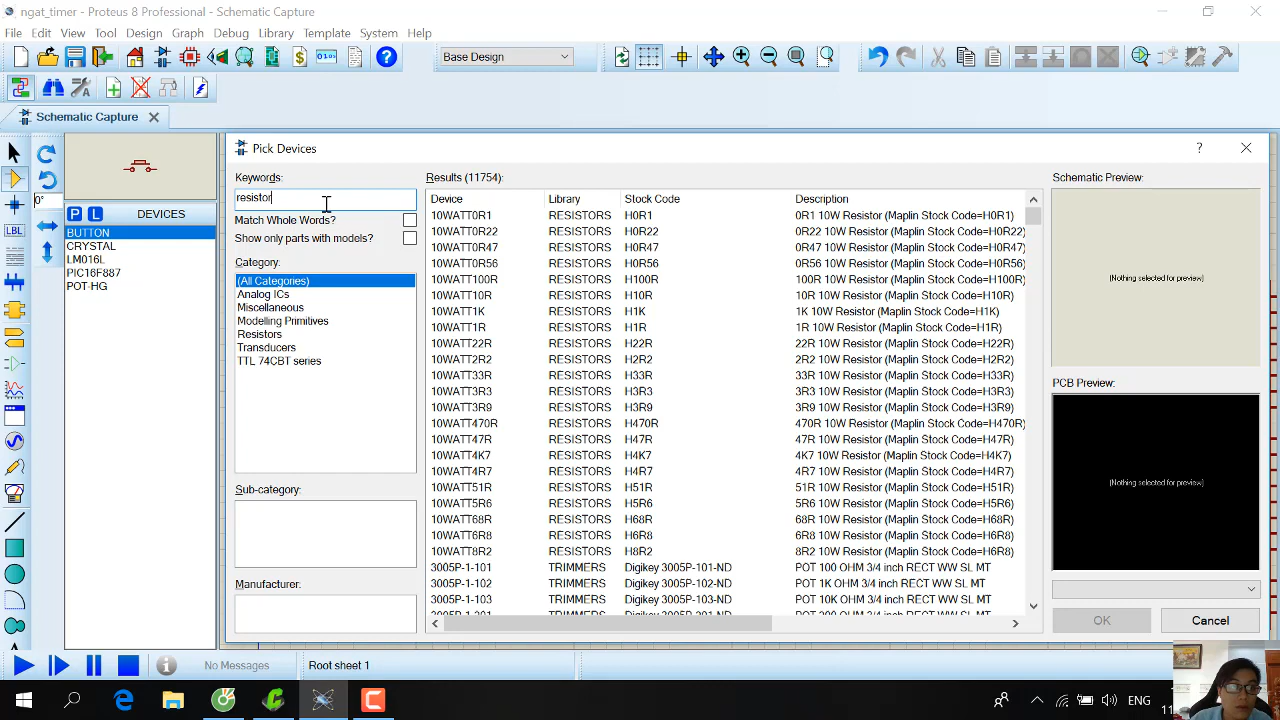 ngat_timer - Proteus 8 Professional - Schematic Capture
File Edit View Tool Design Graph Debug Library Template System Help
Base Design
Schematic Capture
Pick Devices
Keywords:
resistor
Match Whole Words?
Show only parts with models?
Category:
(All Categories)
Analog ICs
Miscellaneous
Modelling Primitives
Resistors
Transducers
TTL 74CBT series
Sub-category:
Manufacturer:
0°
LBL
P L DEVICES
BUTTON
CRYSTAL
LM016L
PIC16F887
POT-HG
Results (11754):
Device Library Stock Code Description
10WATT0R1 RESISTORS H0R1 0R1 10W Resistor (Maplin Stock Code=H0R1)
10WATT0R22 RESISTORS H0R22 0R22 10W Resistor (Maplin Stock Code=H0R22)
10WATT0R47 RESISTORS H0R47 0R47 10W Resistor (Maplin Stock Code=H0R47)
10WATT0R56 RESISTORS H0R56 0R56 10W Resistor (Maplin Stock Code=H0R56)
10WATT100R RESISTORS H100R 100R 10W Resistor (Maplin Stock Code=H100R)
10WATT10R RESISTORS H10R 10R 10W Resistor (Maplin Stock Code=H10R)
10WATT1K RESISTORS H1K 1K 10W Resistor (Maplin Stock Code=H1K)
10WATT1R RESISTORS H1R 1R 10W Resistor (Maplin Stock Code=H1R)
10WATT22R RESISTORS H22R 22R 10W Resistor (Maplin Stock Code=H22R)
10WATT2R2 RESISTORS H2R2 2R2 10W Resistor (Maplin Stock Code=H2R2)
10WATT33R RESISTORS H33R 33R 10W Resistor (Maplin Stock Code=H33R)
10WATT3R3 RESISTORS H3R3 3R3 10W Resistor (Maplin Stock Code=H3R3)
10WATT3R9 RESISTORS H3R9 3R9 10W Resistor (Maplin Stock Code=H3R9)
10WATT470R RESISTORS H470R 470R 10W Resistor (Maplin Stock Code=H470R)
10WATT47R RESISTORS H47R 47R 10W Resistor (Maplin Stock Code=H47R)
10WATT4K7 RESISTORS H4K7 4K7 10W Resistor (Maplin Stock Code=H4K7)
10WATT4R7 RESISTORS H4R7 4R7 10W Resistor (Maplin Stock Code=H4R7)
10WATT51R RESISTORS H51R 51R 10W Resistor (Maplin Stock Code=H51R)
10WATT5R6 RESISTORS H5R6 5R6 10W Resistor (Maplin Stock Code=H5R6)
10WATT68R RESISTORS H68R 68R 10W Resistor (Maplin Stock Code=H68R)
10WATT6R8 RESISTORS H6R8 6R8 10W Resistor (Maplin Stock Code=H6R8)
10WATT8R2 RESISTORS H8R2 8R2 10W Resistor (Maplin Stock Code=H8R2)
3005P-1-101 TRIMMERS Digikey 3005P-101-ND POT 100 OHM 3/4 inch RECT WW SL MT
3005P-1-102 TRIMMERS Digikey 3005P-102-ND POT 1K OHM 3/4 inch RECT WW SL MT
3005P-1-103 TRIMMERS Digikey 3005P-103-ND POT 10K OHM 3/4 inch RECT WW SL MT
Schematic Preview:
(Nothing selected for preview)
PCB Preview:
(Nothing selected for preview)
OK Cancel
No Messages Root sheet 1
ENG